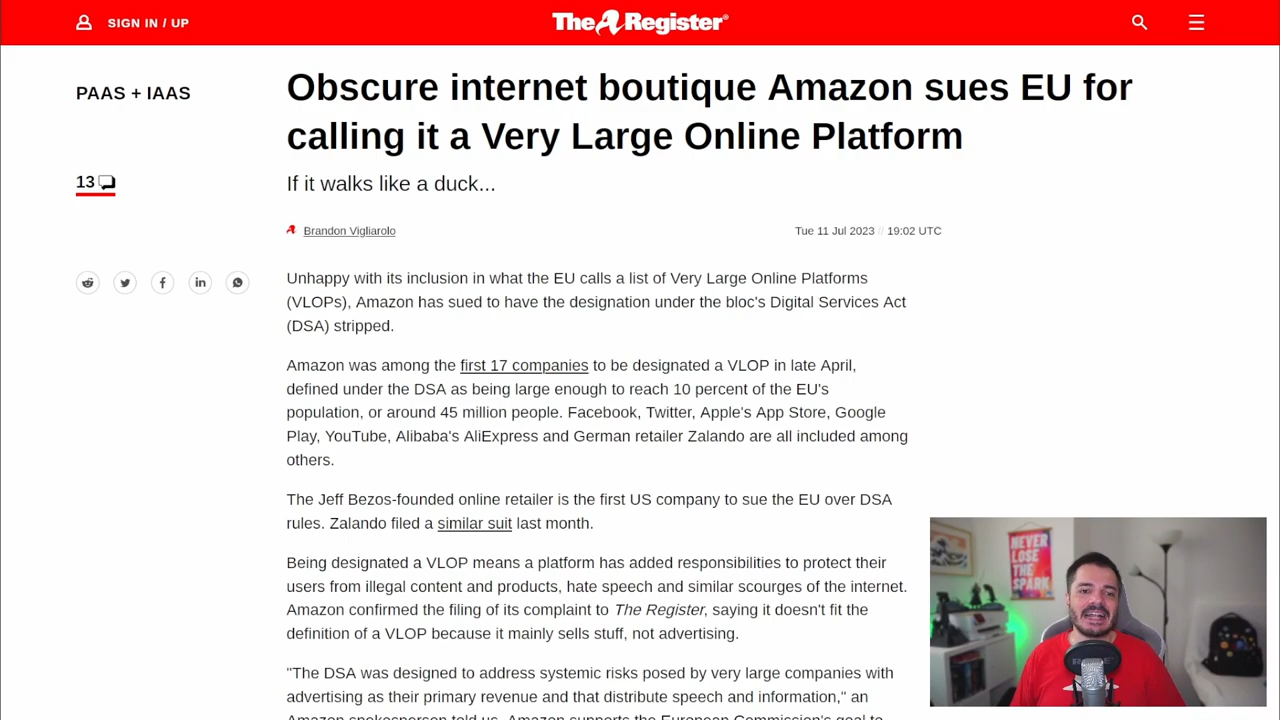 SIGN IN / UP
The Register®
PAAS + IAAS
Obscure internet boutique Amazon sues EU for
calling it a Very Large Online Platform
13
If it walks like a duck...
Brandon Vigliarolo
Tue 11 Jul 2023 // 19:02 UTC
Unhappy with its inclusion in what the EU calls a list of Very Large Online Platforms
(VLOPs), Amazon has sued to have the designation under the bloc's Digital Services Act
(DSA) stripped.
Amazon was among the first 17 companies to be designated a VLOP in late April,
defined under the DSA as being large enough to reach 10 percent of the EU's
population, or around 45 million people. Facebook, Twitter, Apple's App Store, Google
Play, YouTube, Alibaba's AliExpress and German retailer Zalando are all included among
others.
The Jeff Bezos-founded online retailer is the first US company to sue the EU over DSA
rules. Zalando filed a similar suit last month.
Being designated a VLOP means a platform has added responsibilities to protect their
users from illegal content and products, hate speech and similar scourges of the internet.
Amazon confirmed the filing of its complaint to The Register, saying it doesn't fit the
definition of a VLOP because it mainly sells stuff, not advertising.
"The DSA was designed to address systemic risks posed by very large companies with
advertising as their primary revenue and that distribute speech and information," an
Amazon spokesperson told us. Amazon supports the European Commission's goal to
NEVER
LOSE
THE
SPARK